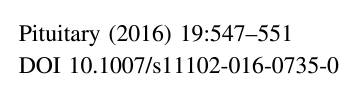 Pituitary (2016) 19:547–551
DOI 10.1007/s11102-016-0735-0